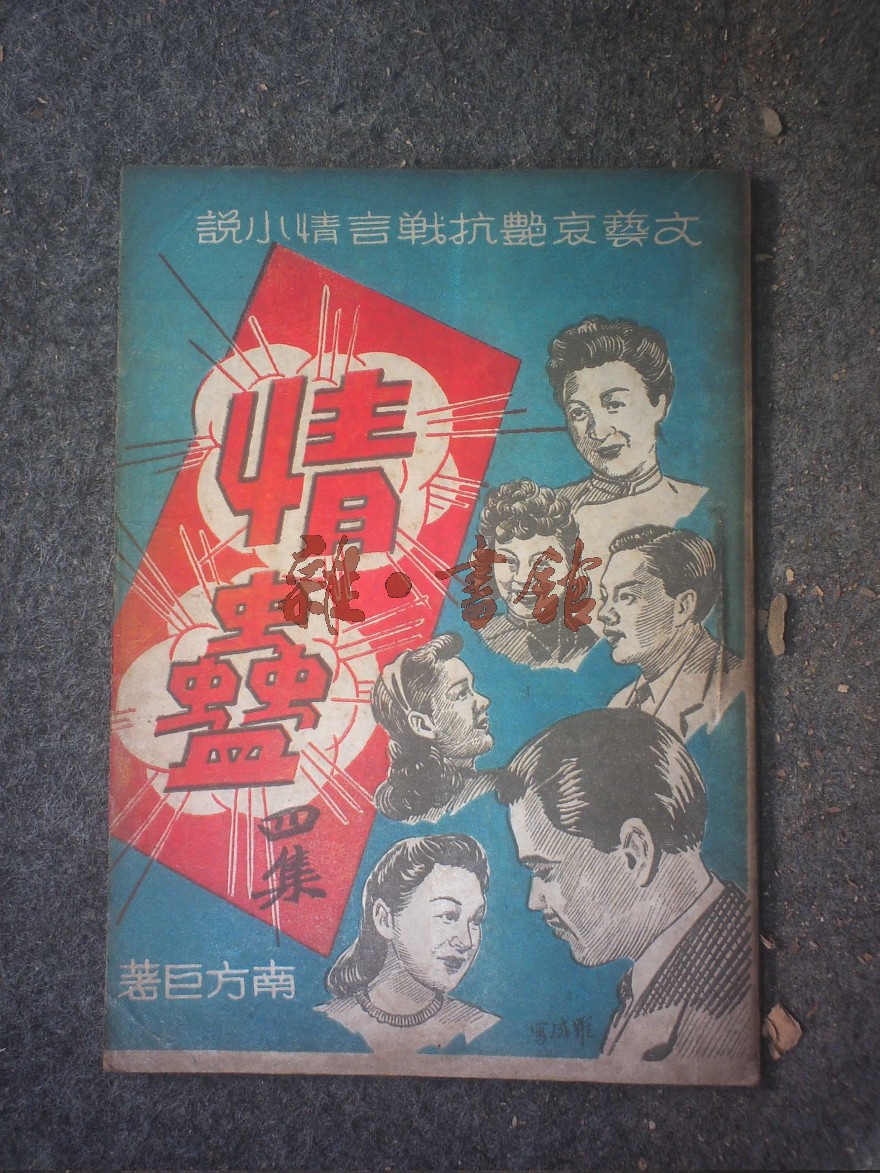 文藝哀艷抗戰言情小説
情蠱
四集
南方巨著
雜·書館